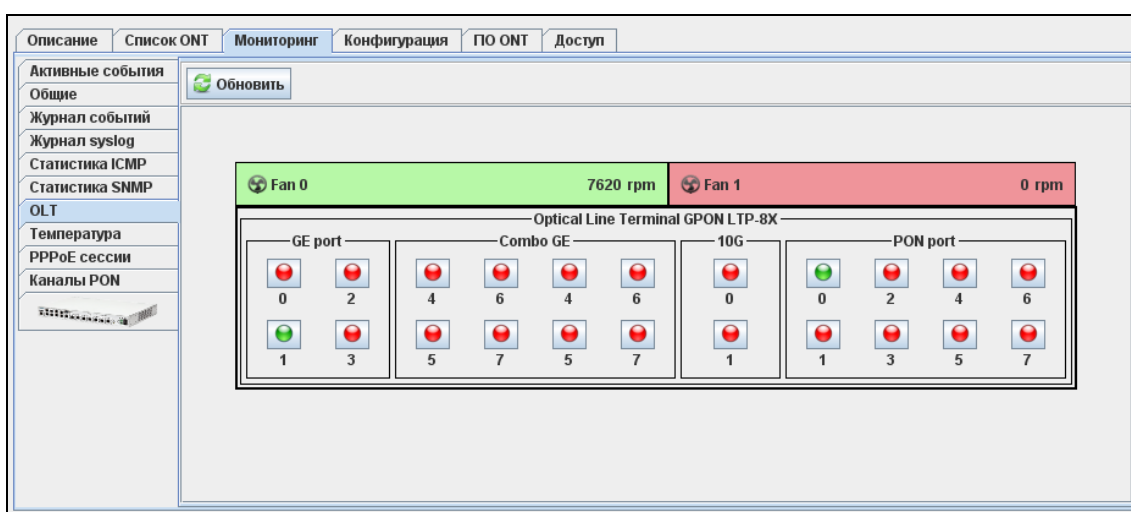 Описание Список ONT Мониторинг Конфигурация ПО ONT Доступ
Активные события
Общие
Журнал событий
Журнал syslog
Статистика ICMP
Статистика SNMP
OLT
Температура
PPPoE сессии
Каналы PON
Обновить
Fan 0 7620 rpm Fan 1 0 rpm
Optical Line Terminal GPON LTP-8X
GE port Combo GE 10G PON port
0 2 4 6 4 6 0 0 2 4 6
1 3 5 7 5 7 1 1 3 5 7